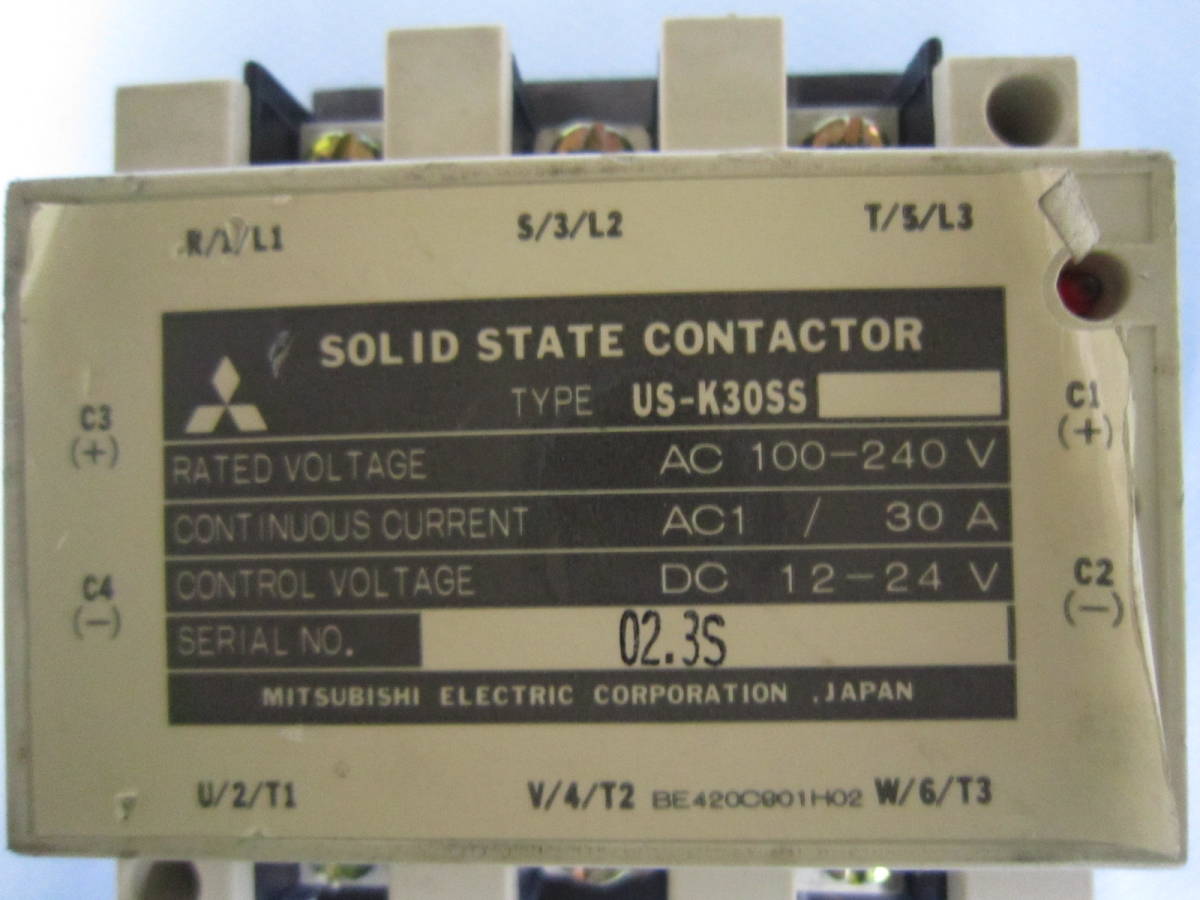 R/1/L1 S/3/L2 T/5/L3
SOLID STATE CONTACTOR
TYPE US-K30SS
C3 C1
(+) (+)
RATED VOLTAGE AC 100-240 V
CONTINUOUS CURRENT AC1 / 30 A
CONTROL VOLTAGE DC 12-24 V
C4 C2
(-) (-)
SERIAL NO. 02.3S
MITSUBISHI ELECTRIC CORPORATION .JAPAN
U/2/T1 V/4/T2 BE420C901H02 W/6/T3